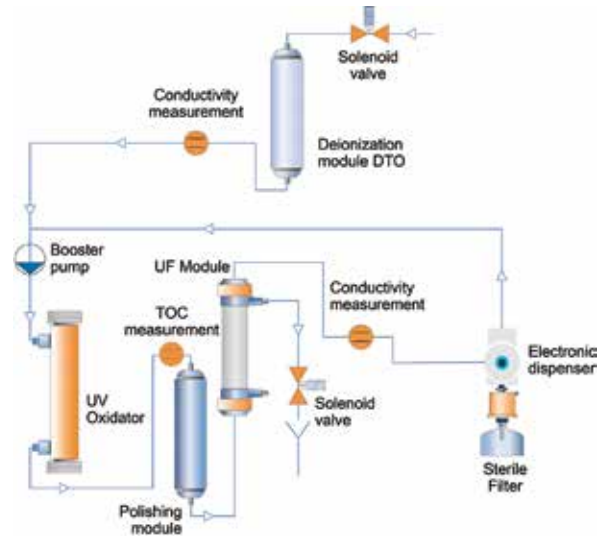 Solenoid
valve
Conductivity
measurement
Deionization
module DTO
Booster
pump
UF Module
Conductivity
measurement
TOC
measurement
Electronic
dispenser
UV
Oxidator
Solenoid
valve
Sterile
Filter
Polishing
module